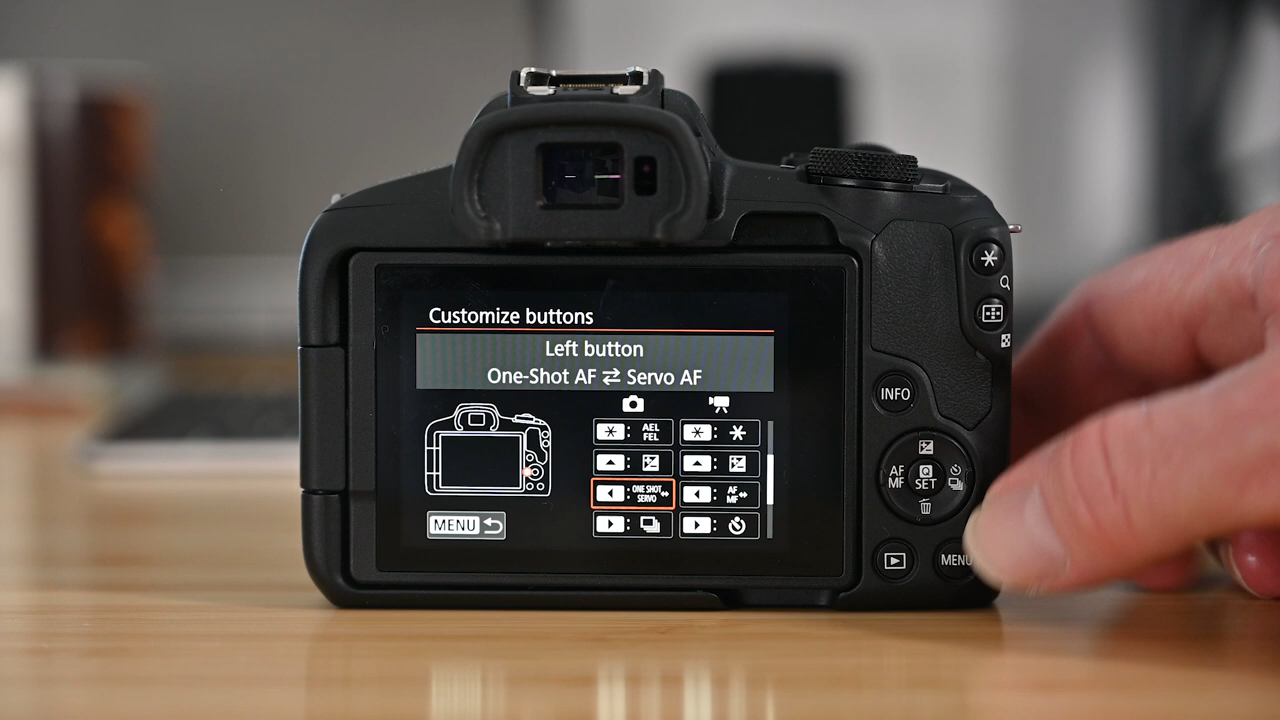 Customize buttons
Left button
One-Shot AF ⇄ Servo AF
AEL
FEL
ONE SHOT
SERVO
AF
MF
MENU
INFO
AF
MF
Q
SET
MENU